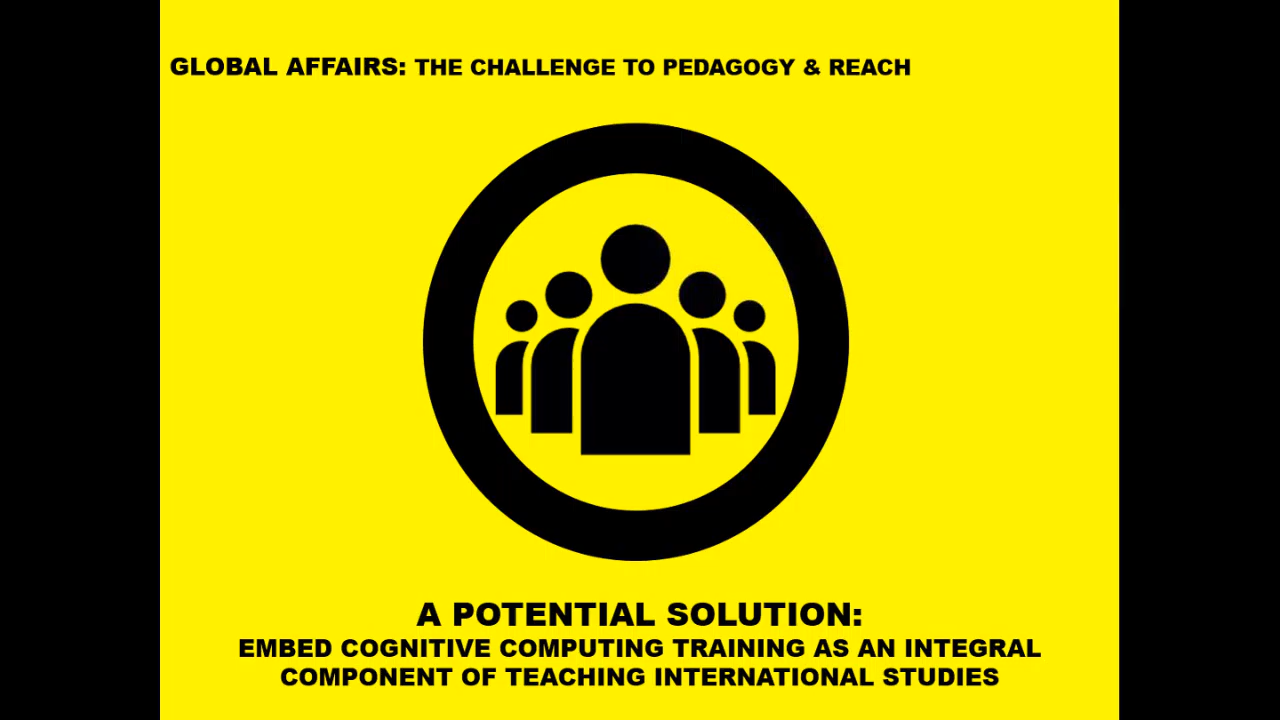 GLOBAL AFFAIRS: THE CHALLENGE TO PEDAGOGY & REACH
A POTENTIAL SOLUTION:
EMBED COGNITIVE COMPUTING TRAINING AS AN INTEGRAL
COMPONENT OF TEACHING INTERNATIONAL STUDIES